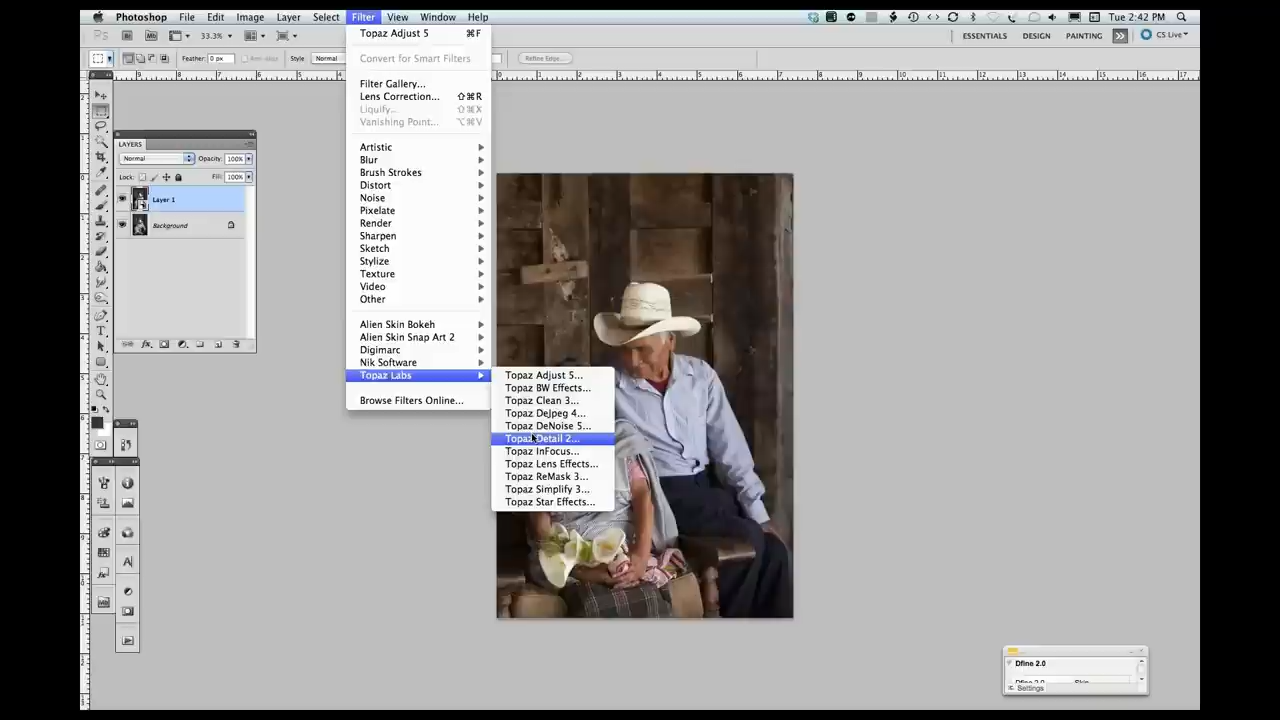 Photoshop File Edit Image Layer Select Filter View Window Help Tue 2:42 PM
33.3% ESSENTIALS DESIGN PAINTING CS Live
Feather: 0 px Anti-alias Style Normal Refine Edge...
Topaz Adjust 5 ⌘F
Convert for Smart Filters
Filter Gallery...
Lens Correction... ⇧⌘R
Liquify... ⇧⌘X
Vanishing Point... ⌥⌘V
Artistic
Blur
Brush Strokes
Distort
Noise
Pixelate
Render
Sharpen
Sketch
Stylize
Texture
Video
Other
Alien Skin Bokeh
Alien Skin Snap Art 2
Digimarc
Nik Software
Topaz Labs
Browse Filters Online...
Topaz Adjust 5...
Topaz BW Effects...
Topaz Clean 3...
Topaz DeJpeg 4...
Topaz DeNoise 5...
Topaz Detail 2...
Topaz InFocus...
Topaz Lens Effects...
Topaz ReMask 3...
Topaz Simplify 3...
Topaz Star Effects...
LAYERS
Normal Opacity: 100%
Lock: Fill: 100%
Layer 1
Background
Dfine 2.0
Settings